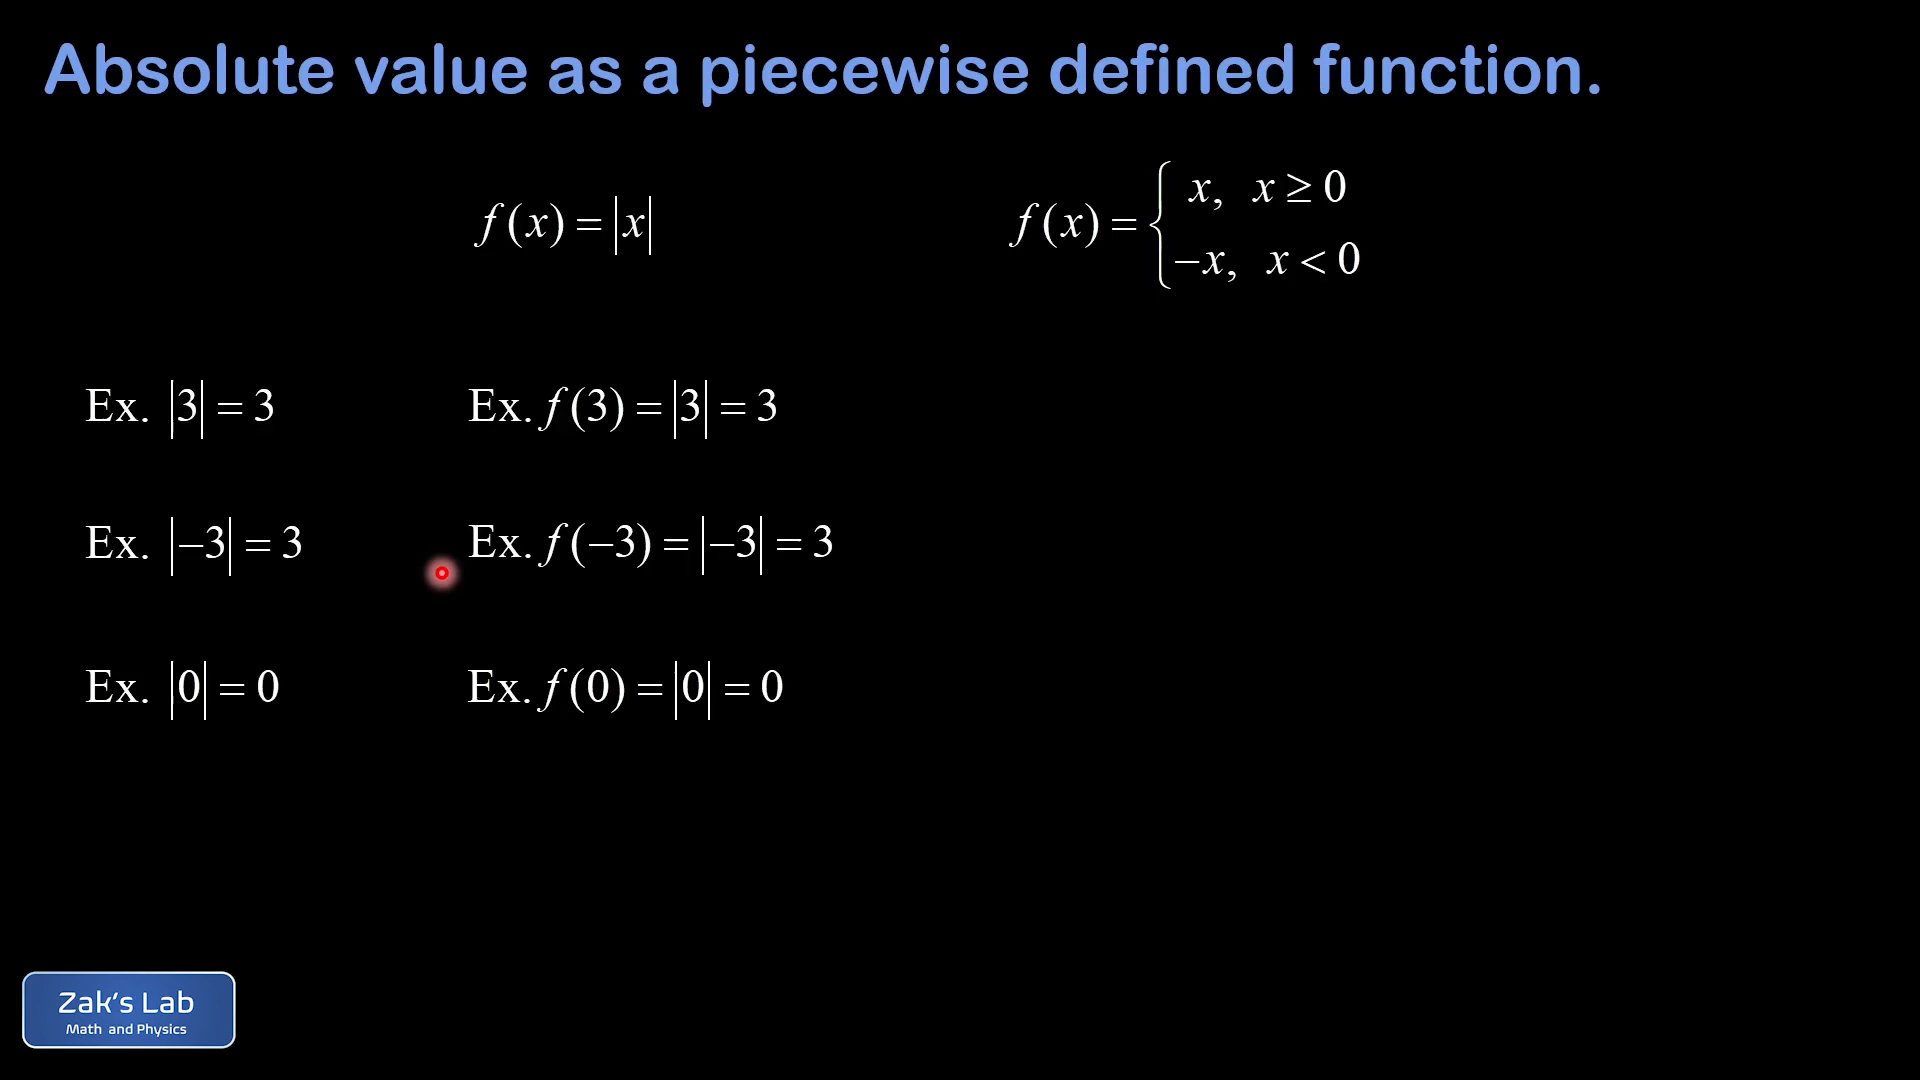 Absolute value as a piecewise defined function.
f(x) = |x|
f(x) = { x, x ≥ 0
−x, x < 0
Ex. |3| = 3
Ex. f(3) = |3| = 3
Ex. |−3| = 3
Ex. f(−3) = |−3| = 3
Ex. |0| = 0
Ex. f(0) = |0| = 0
Zak's Lab
Math and Physics